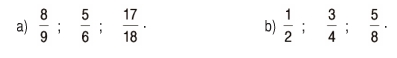 a) 8/9 ; 5/6 ; 17/18 · b) 1/2 ; 3/4 ; 5/8 ·